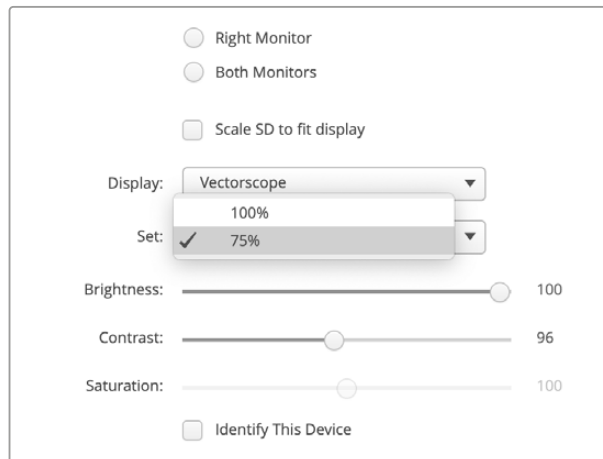 Right Monitor
Both Monitors
Scale SD to fit display
Display: Vectorscope
100%
Set: 75%
Brightness: 100
Contrast: 96
Saturation: 100
Identify This Device